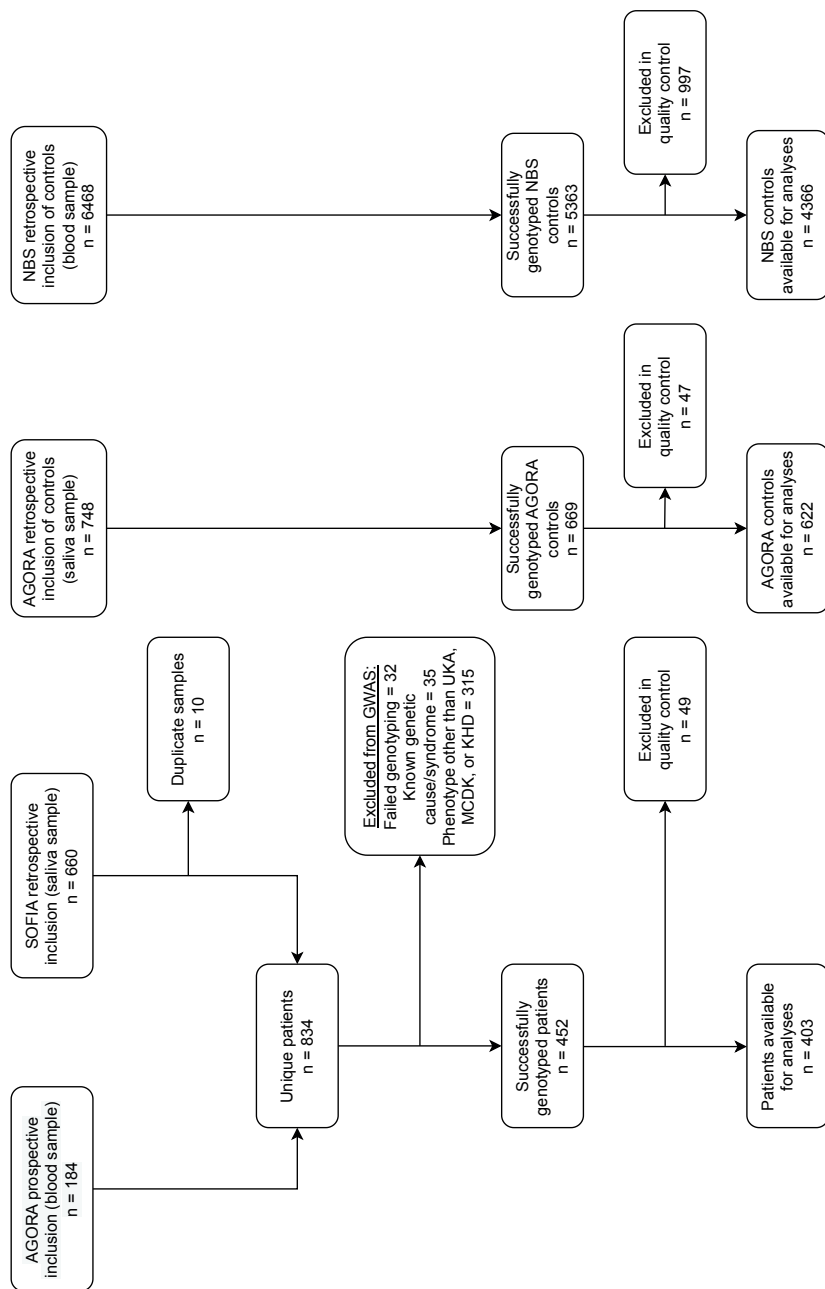 AGORA prospective
inclusion (blood sample)
n = 184
SOFIA retrospective
inclusion (saliva sample)
n = 660
AGORA retrospective
inclusion of controls
(saliva sample)
n = 748
NBS retrospective
inclusion of controls
(blood sample)
n = 6468
Duplicate samples
n = 10
Unique patients
n = 834
Excluded from GWAS:
Failed genotyping = 32
Known genetic
cause/syndrome = 35
Phenotype other than UKA,
MCDK, or KHD = 315
Successfully
genotyped patients
n = 452
Successfully
genotyped AGORA
controls
n = 669
Successfully
genotyped NBS
controls
n = 5363
Excluded in
quality control
n = 49
Excluded in
quality control
n = 47
Excluded in
quality control
n = 997
Patients available
for analyses
n = 403
AGORA controls
available for analyses
n = 622
NBS controls
available for analyses
n = 4366